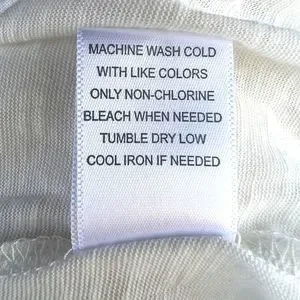 MACHINE WASH COLD
WITH LIKE COLORS
ONLY NON-CHLORINE
BLEACH WHEN NEEDED
TUMBLE DRY LOW
COOL IRON IF NEEDED